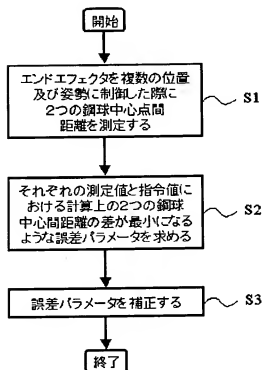 開始
エンドエフェクタを複数の位置
及び姿勢に制御した際に
2つの鋼球中心点間
距離を測定する
S1
それぞれの測定値と指令値に
おける計算上の2つの鋼球
中心間距離の差が最小になる
ような誤差パラメータを求める
S2
誤差パラメータを補正する
S3
終了